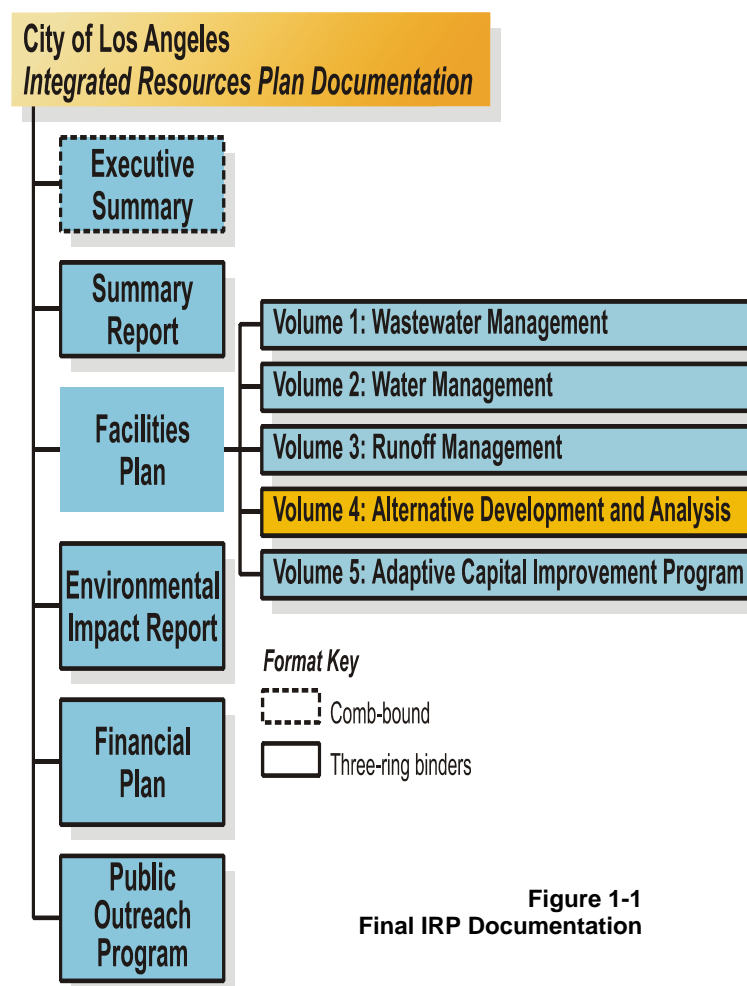 City of Los Angeles
Integrated Resources Plan Documentation
Executive
Summary
Summary
Report
Facilities
Plan
Volume 1: Wastewater Management
Volume 2: Water Management
Volume 3: Runoff Management
Volume 4: Alternative Development and Analysis
Volume 5: Adaptive Capital Improvement Program
Environmental
Impact Report
Financial
Plan
Public
Outreach
Program
Format Key
Comb-bound
Three-ring binders
Figure 1-1
Final IRP Documentation